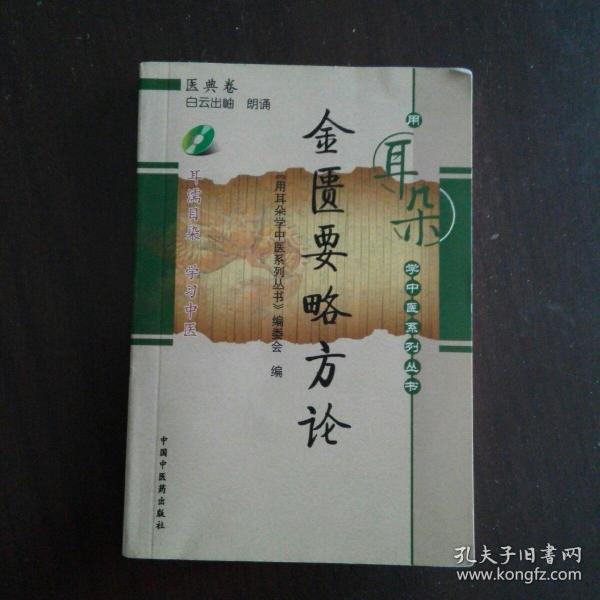 医典卷
白云出岫 朗诵
用
耳朵
学中医系列丛书
金匮要略方论
《用耳朵学中医系列丛书》编委会 编
耳濡目染 学习中医
中国中医药出版社
孔夫子旧书网
www.kongfz.com